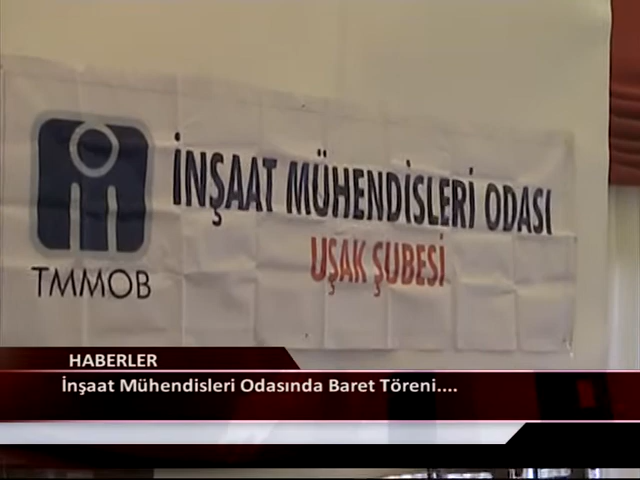 İNŞAAT MÜHENDİSLERİ ODASI
UŞAK ŞUBESİ
TMMOB
HABERLER
İnşaat Mühendisleri Odasında Baret Töreni....